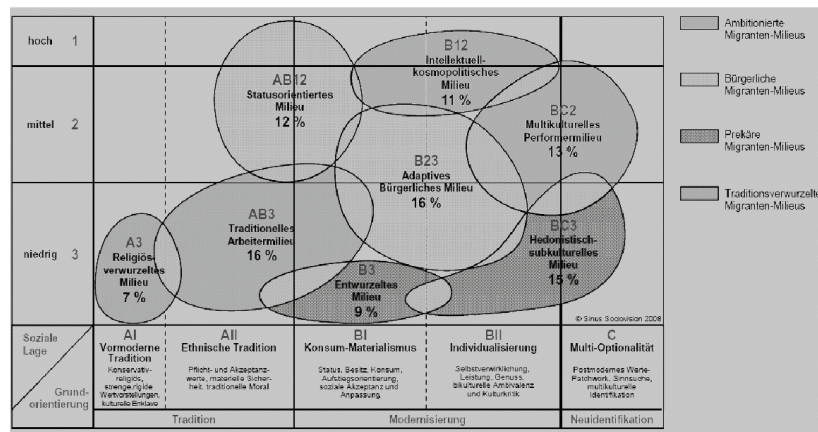 hoch 1
mittel 2
niedrig 3
B12
Intellektuell-
kosmopolitisches
Milieu
11 %
AB12
Statusorientiertes
Milieu
12 %
BC2
Multikulturelles
Performermilieu
13 %
B23
Adaptives
Bürgerliches Milieu
16 %
AB3
Traditionelles
Arbeitermilieu
16 %
A3
Religiös-
verwurzeltes
Milieu
7 %
BC3
Hedonistisch-
subkulturelles
Milieu
15 %
B3
Entwurzeltes
Milieu
9 %
© Sinus Sociovision 2008
Soziale
Lage
Grund-
orientierung
AI
Vormoderne
Tradition
Konservativ-
religiös,
strenge, rigide
Wertvorstellungen,
kulturelle Enklave
AII
Ethnische Tradition
Pflicht- und Akzeptanz-
werte, materielle Sicher-
heit, traditionelle Moral
BI
Konsum-Materialismus
Status, Besitz, Konsum,
Aufstiegsorientierung,
soziale Akzeptanz und
Anpassung
BII
Individualisierung
Selbstverwirklichung,
Leistung, Genuss,
bikulturelle Ambivalenz
und Kulturkritik
C
Multi-Optionalität
Postmodernes Werte-
Patchwork, Sinnsuche,
multikulturelle
Identifikation
Tradition
Modernisierung
Neuidentifikation
Ambitionierte
Migranten-Milieus
Bürgerliche
Migranten-Milieus
Prekäre
Migranten-Milieus
Traditionsverwurzelte
Migranten-Milieus